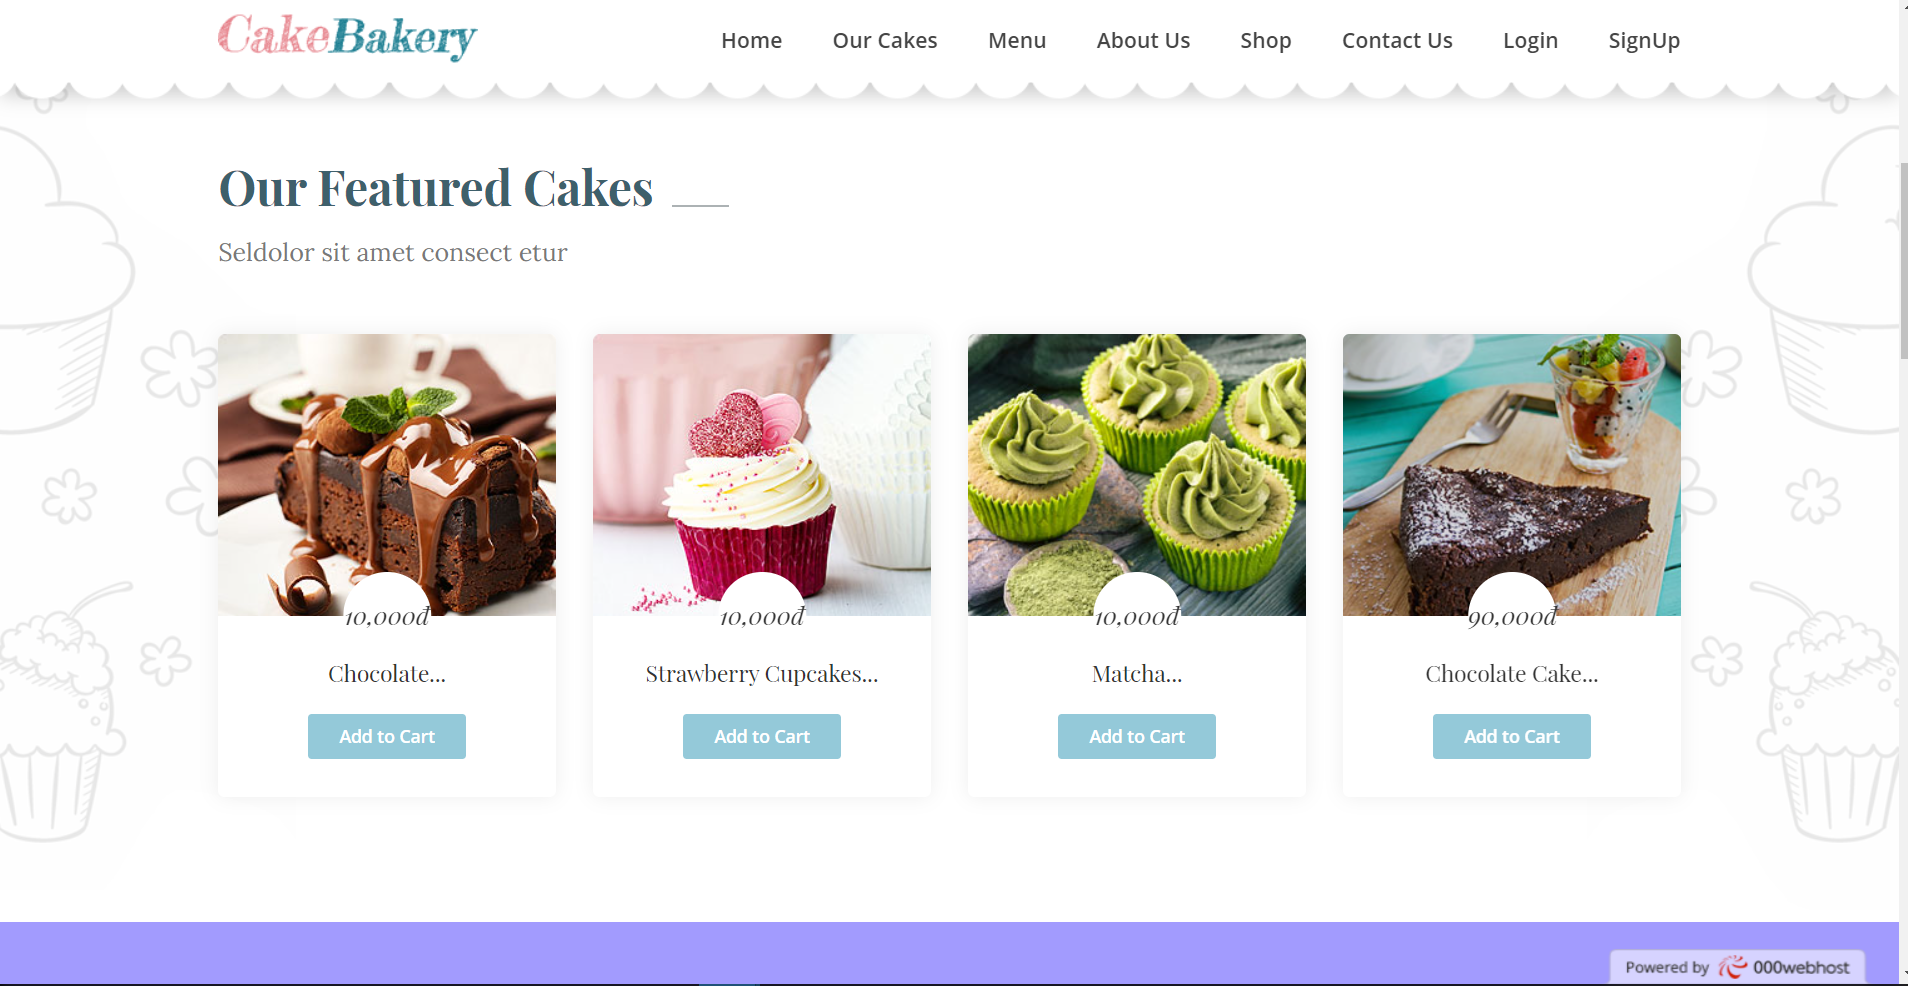 CakeBakery
Home Our Cakes Menu About Us Shop Contact Us Login SignUp
Our Featured Cakes
Seldolor sit amet consect etur
10,000đ 10,000đ 10,000đ 90,000đ
Chocolate... Strawberry Cupcakes... Matcha... Chocolate Cake...
Add to Cart Add to Cart Add to Cart Add to Cart
Powered by 000webhost